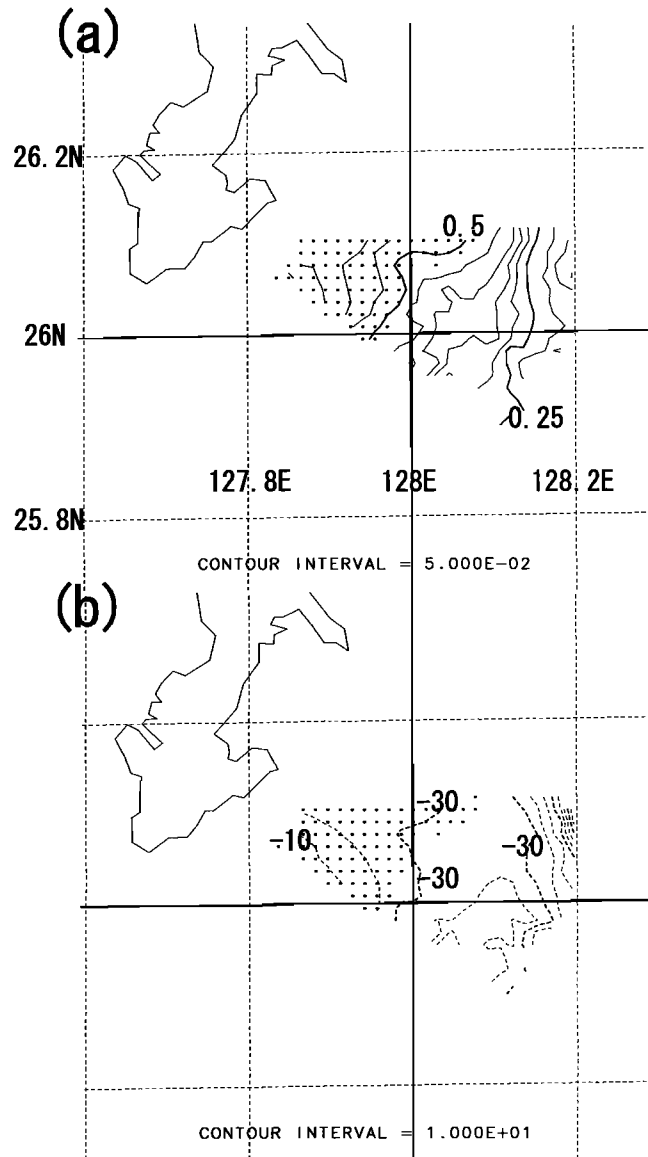 (a)
26.2N
0.5
26N
0.25
127.8E 128E 128.2E
25.8N
CONTOUR INTERVAL = 5.000E-02
(b)
-30
-10
-30
-30
CONTOUR INTERVAL = 1.000E+01